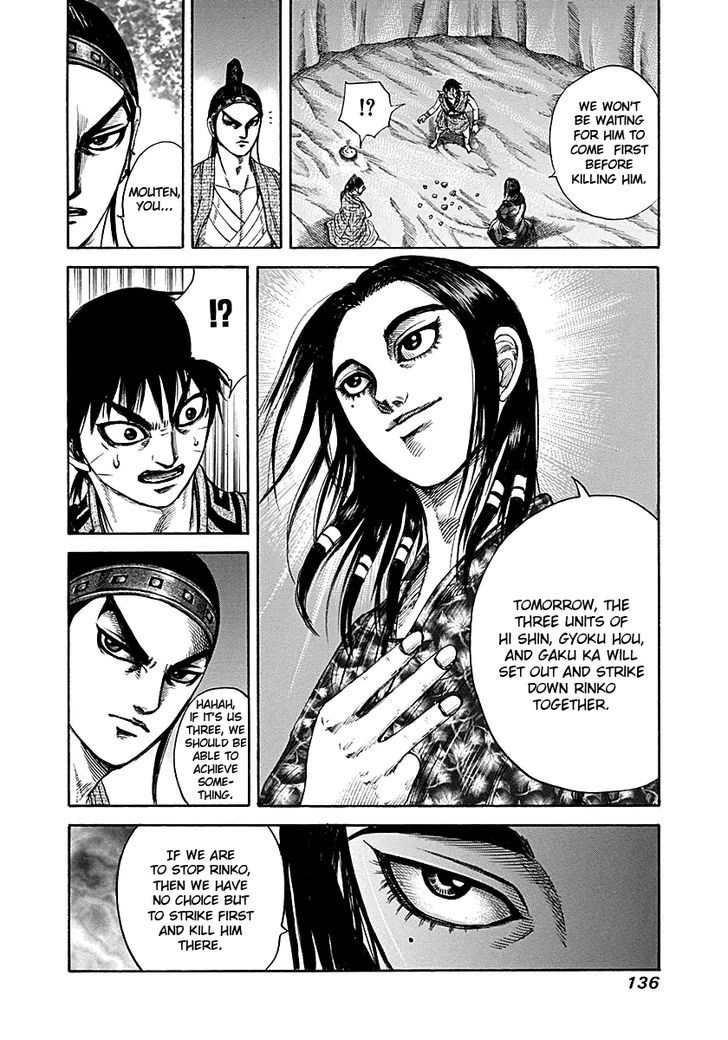 WE WON'T
BE WAITING
FOR HIM TO
COME FIRST
BEFORE
KILLING HIM.
!?
MOUTEN,
YOU...
TOMORROW, THE
THREE UNITS OF
HI SHIN, GYOKU HOU,
AND GAKU KA WILL
SET OUT AND STRIKE
DOWN RINKO
TOGETHER.
!?
HAHAH,
IF IT'S US
THREE, WE
SHOULD BE
ABLE TO
ACHIEVE
SOME-
THING.
IF WE ARE
TO STOP RINKO,
THEN WE HAVE
NO CHOICE BUT
TO STRIKE FIRST
AND KILL HIM
THERE.
136